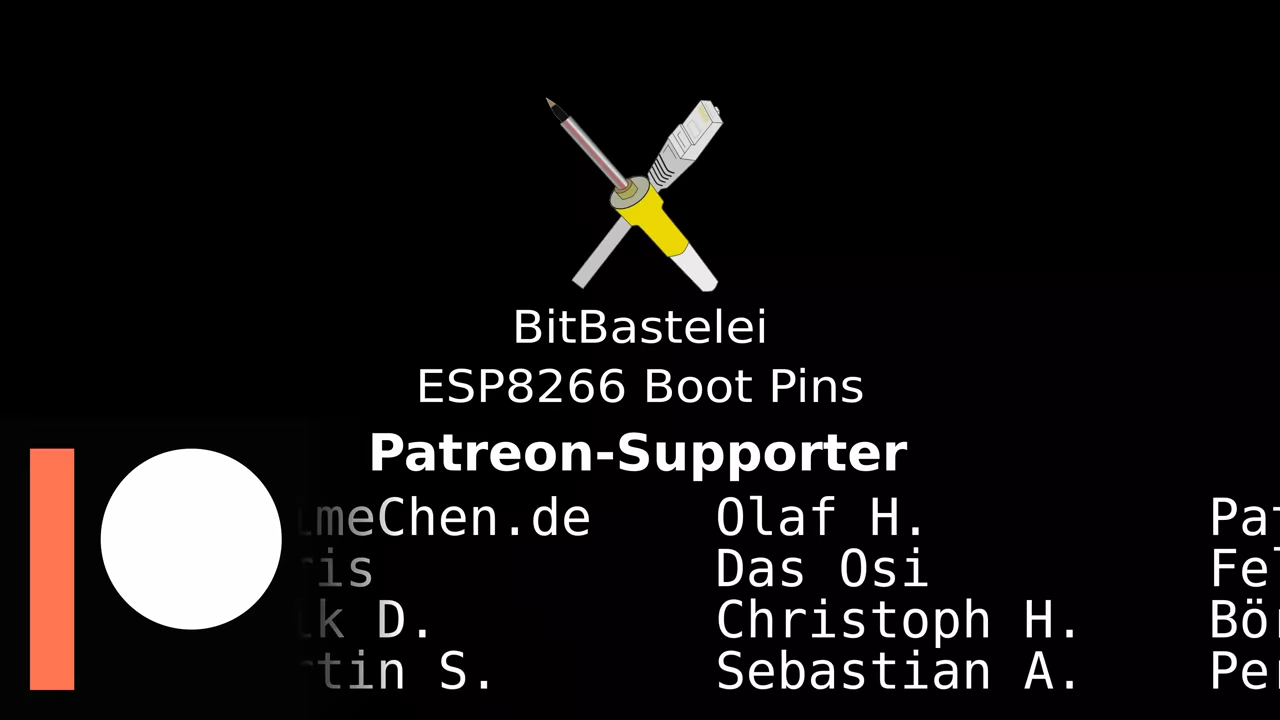 BitBastelei
ESP8266 Boot Pins
Patreon-Supporter
Olaf H.
Das Osi
D. Christoph H.
S. Sebastian A.